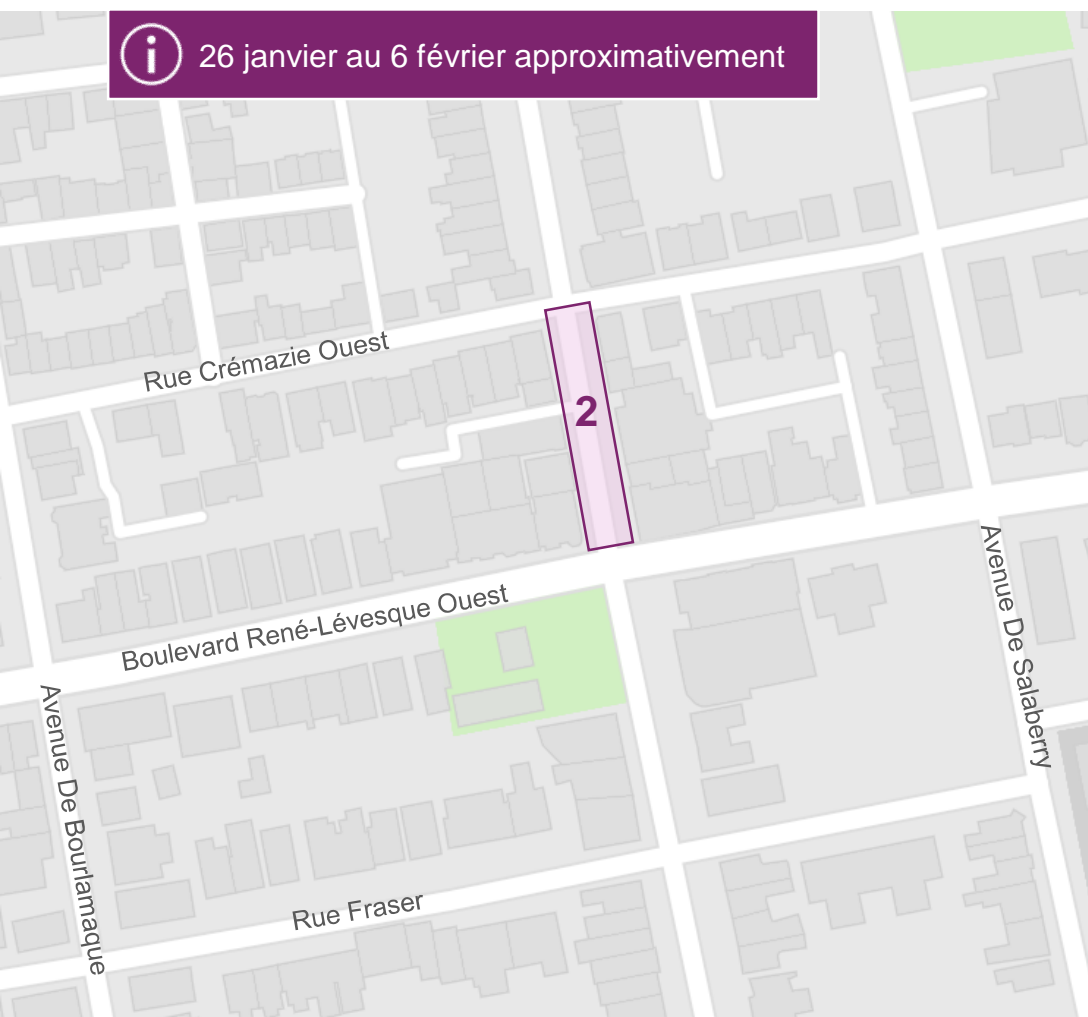 26 janvier au 6 février approximativement
Rue Crémazie Ouest
2
Boulevard René-Lévesque Ouest
Avenue De Salaberry
Avenue De Bourlamaque
Rue Fraser